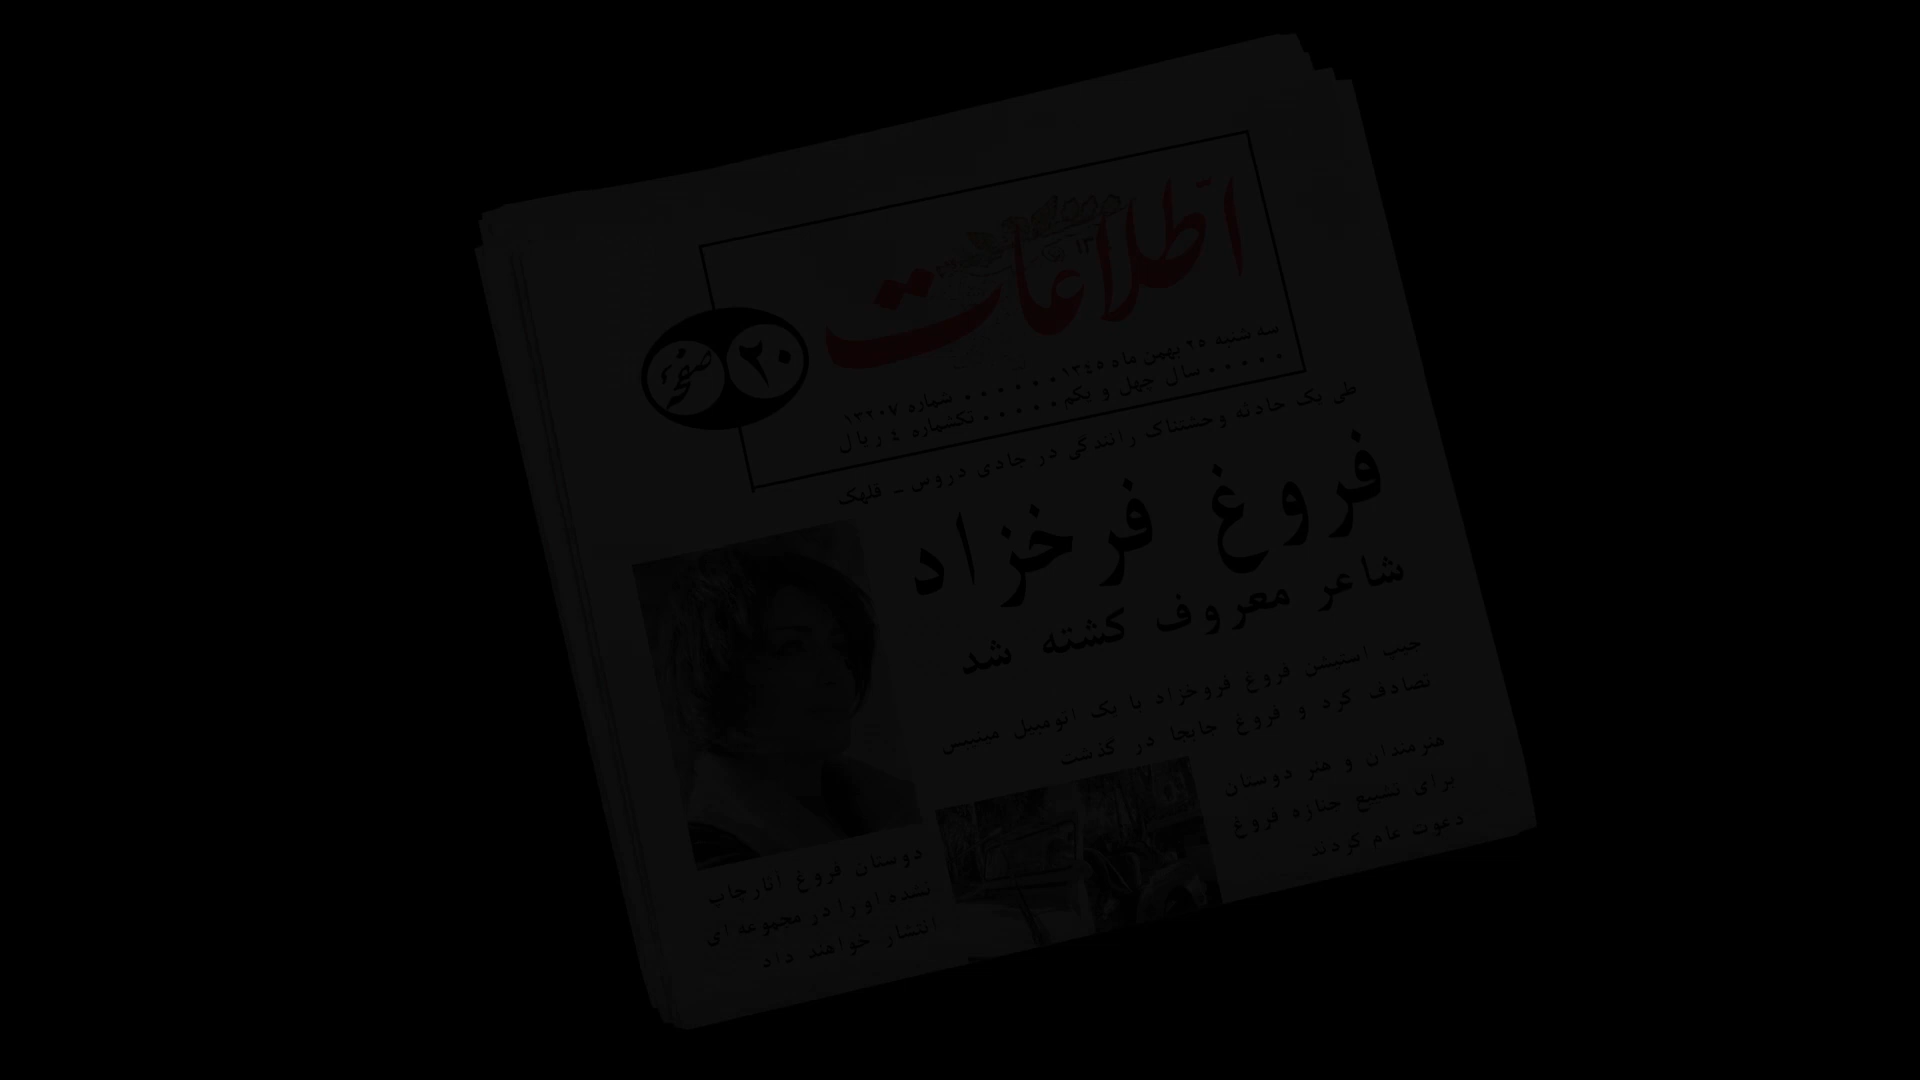 اطلاعات
سه شنبه ۲۵ بهمن ماه ۱۳٤٥ . . . . . . شماره ۱۳۲۰۷
. . . . . سال چهل و یکم . . . . . تکشماره ٤ ریال
۲۰ صفحه
طی یک حادثه وحشتناک رانندگی در جادی دروس - قلهک
فروغ فرخزاد
شاعر معروف کشته شد
جیپ استیشن فروغ فروخزاد با یک اتومبیل مینیبس
تصادف کرد و فروغ جابجا در گذشت
هنرمندان و هنر دوستان
برای تشییع جنازه فروغ
دعوت عام کردند
دوستان فروغ آثارچاپ
نشده او را در مجموعه ای
انتشار خواهند داد